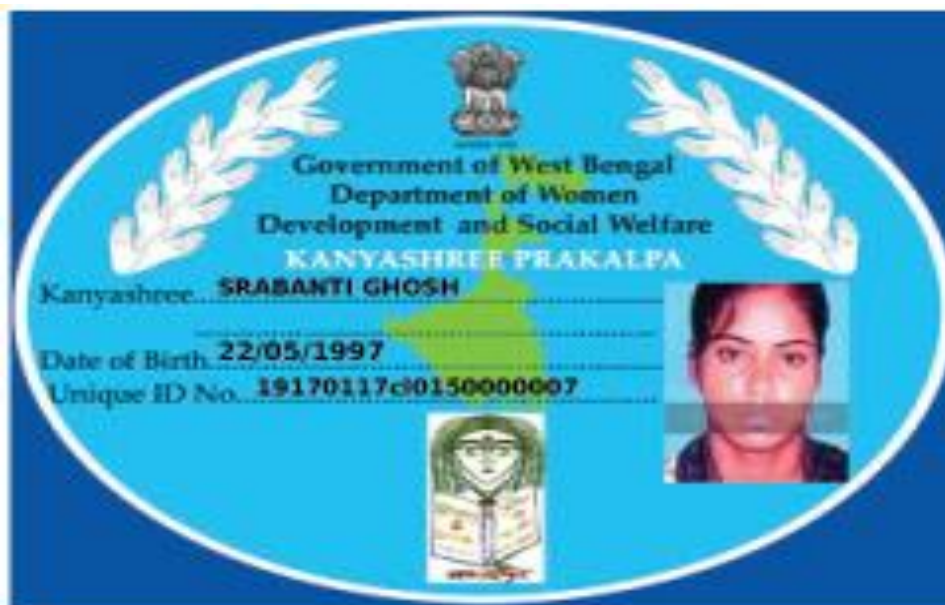 Government of West Bengal
Department of Women
Development and Social Welfare
KANYASHREE PRAKALPA
Kanyashree SRABANTI GHOSH
Date of Birth 22/05/1997
Unique ID No. 19170117cl0150000007